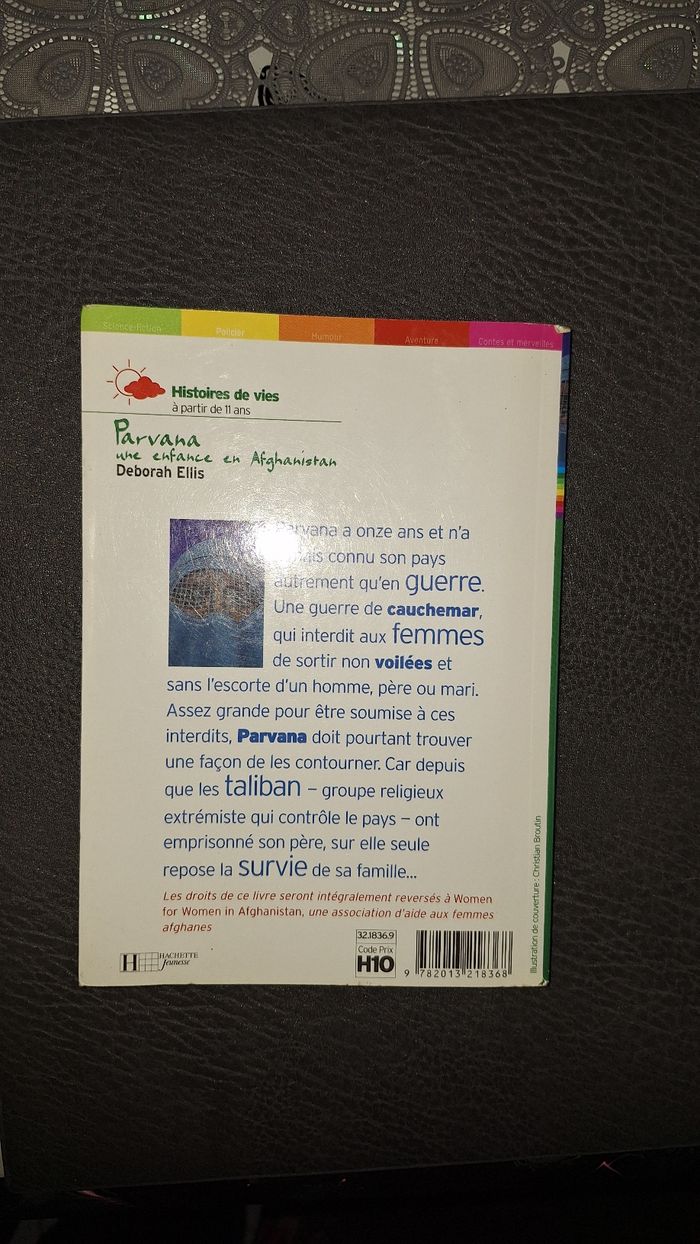 Science-fiction Policier Humour Aventure Contes et merveilles
Histoires de vies
à partir de 11 ans
Parvana
une enfance en Afghanistan
Deborah Ellis
Parvana a onze ans et n'a
connu son pays
autrement qu'en guerre.
Une guerre de cauchemar,
qui interdit aux femmes
de sortir non voilées et
sans l'escorte d'un homme, père ou mari.
Assez grande pour être soumise à ces
interdits, Parvana doit pourtant trouver
une façon de les contourner. Car depuis
que les taliban – groupe religieux
extrémiste qui contrôle le pays – ont
emprisonné son père, sur elle seule
repose la survie de sa famille...
Les droits de ce livre seront intégralement reversés à Women
for Women in Afghanistan, une association d'aide aux femmes
afghanes
H HACHETTE
Jeunesse
32.1836.9
Code Prix
H10
9 782013 218368
Illustration de couverture : Christian Broutin